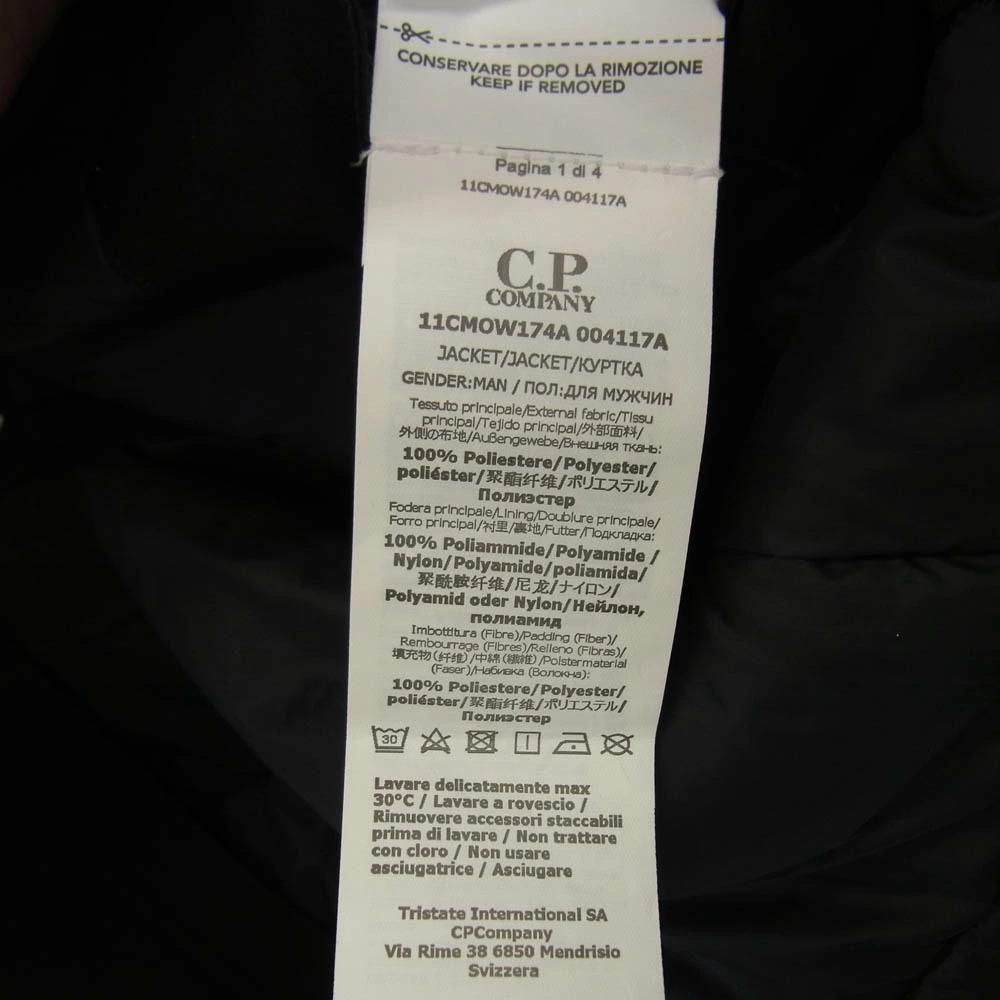 CONSERVARE DOPO LA RIMOZIONE
KEEP IF REMOVED
Pagina 1 di 4
11CMOW174A 004117A
C.P.
COMPANY
11CMOW174A 004117A
JACKET/JACKET/КУРТКА
GENDER:MAN / ПОЛ:ДЛЯ МУЖЧИН
Tessuto principale/External fabric/Tissu
principal/Tejido principal/外部面料/
外側の布地/Außengewebe/Внешняя ткань:
100% Poliestere/Polyester/
poliéster/聚酯纤维/ポリエステル/
Полиэстер
Fodera principale/Lining/Doublure principale/
Forro principal/衬里/裏地/Futter/Подкладка:
100% Poliammide/Polyamide /
Nylon/Polyamide/poliamida/
聚酰胺纤维/尼龙/ナイロン/
Polyamid oder Nylon/Нейлон,
полиамид
Imbottitura (Fibre)/Padding (Fiber)/
Rembourrage (Fibres)/Relleno (Fibras)/
填充物(纤维)/中綿(繊維)/Polstermaterial
(Faser)/Набивка (Волокна):
100% Poliestere/Polyester/
poliéster/聚酯纤维/ポリエステル/
Полиэстер
30
Lavare delicatamente max
30°C / Lavare a rovescio /
Rimuovere accessori staccabili
prima di lavare / Non trattare
con cloro / Non usare
asciugatrice / Asciugare
Tristate International SA
CPCompany
Via Rime 38 6850 Mendrisio
Svizzera